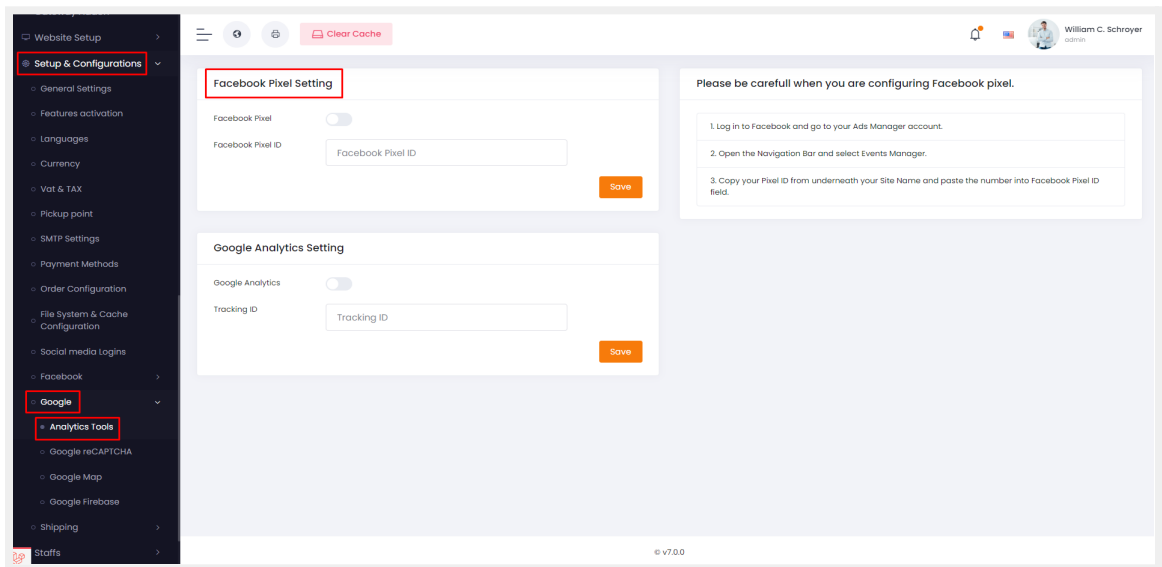 Website Setup
Setup & Configurations
General Settings
Features activation
Languages
Currency
Vat & TAX
Pickup point
SMTP Settings
Payment Methods
Order Configuration
File System & Cache
Configuration
Social media Logins
Facebook
Google
Analytics Tools
Google reCAPTCHA
Google Map
Google Firebase
Shipping
Staffs
Clear Cache
William C. Schroyer
admin
Facebook Pixel Setting
Facebook Pixel
Facebook Pixel ID
Facebook Pixel ID
Save
Please be carefull when you are configuring Facebook pixel.
1. Log in to Facebook and go to your Ads Manager account.
2. Open the Navigation Bar and select Events Manager.
3. Copy your Pixel ID from underneath your Site Name and paste the number into Facebook Pixel ID
field.
Google Analytics Setting
Google Analytics
Tracking ID
Tracking ID
Save
© v7.0.0